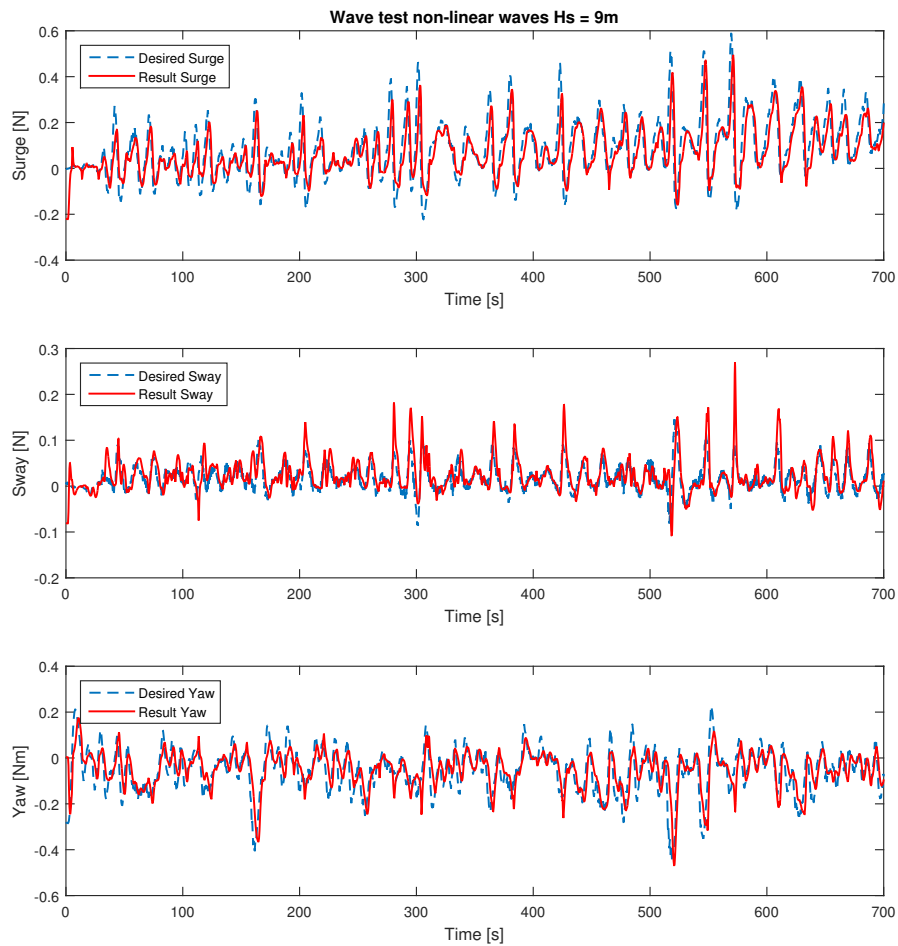 Wave test non-linear waves Hs = 9m
0.6
Desired Surge
Result Surge
0.4
0.2
0
-0.2
-0.4
Surge [N]
0 100 200 300 400 500 600 700
Time [s]
0.3
Desired Sway
Result Sway
0.2
0.1
0
-0.1
-0.2
Sway [N]
0 100 200 300 400 500 600 700
Time [s]
0.4
Desired Yaw
Result Yaw
0.2
0
-0.2
-0.4
-0.6
Yaw [Nm]
0 100 200 300 400 500 600 700
Time [s]